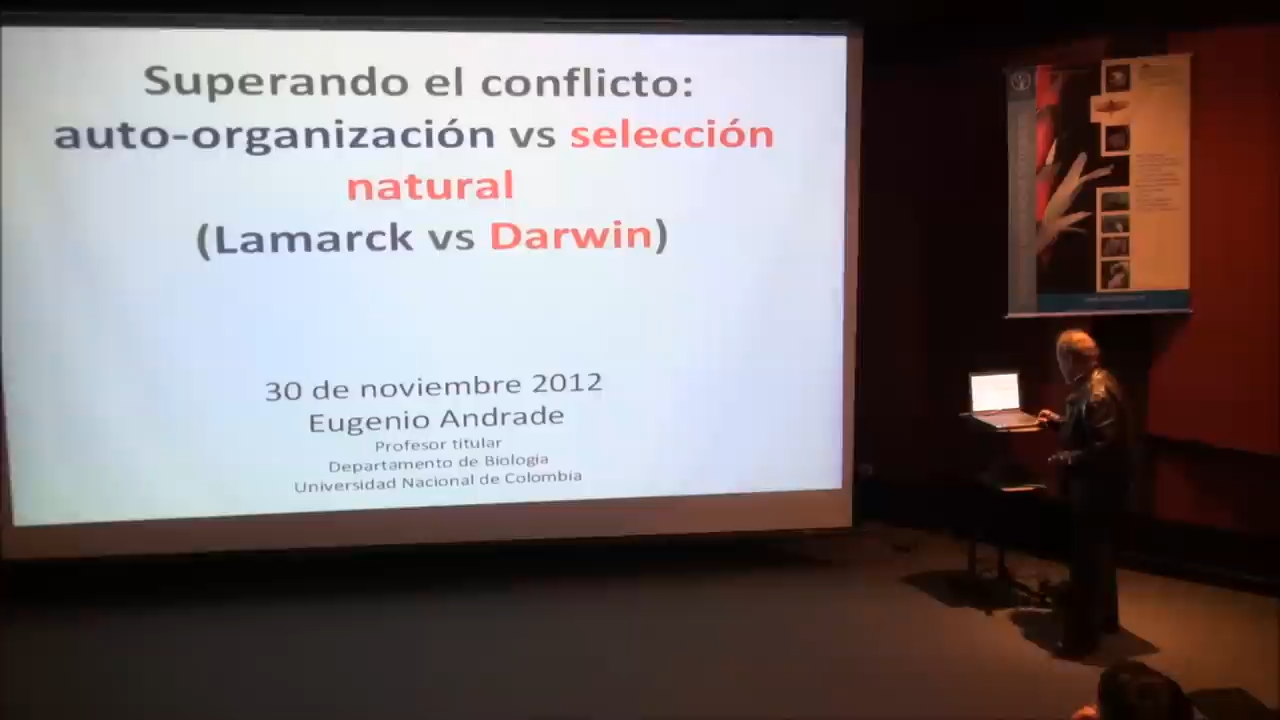 Superando el conflicto:
auto-organización vs selección
natural
(Lamarck vs Darwin)
30 de noviembre 2012
Eugenio Andrade
Profesor titular
Departamento de Biología
Universidad Nacional de Colombia